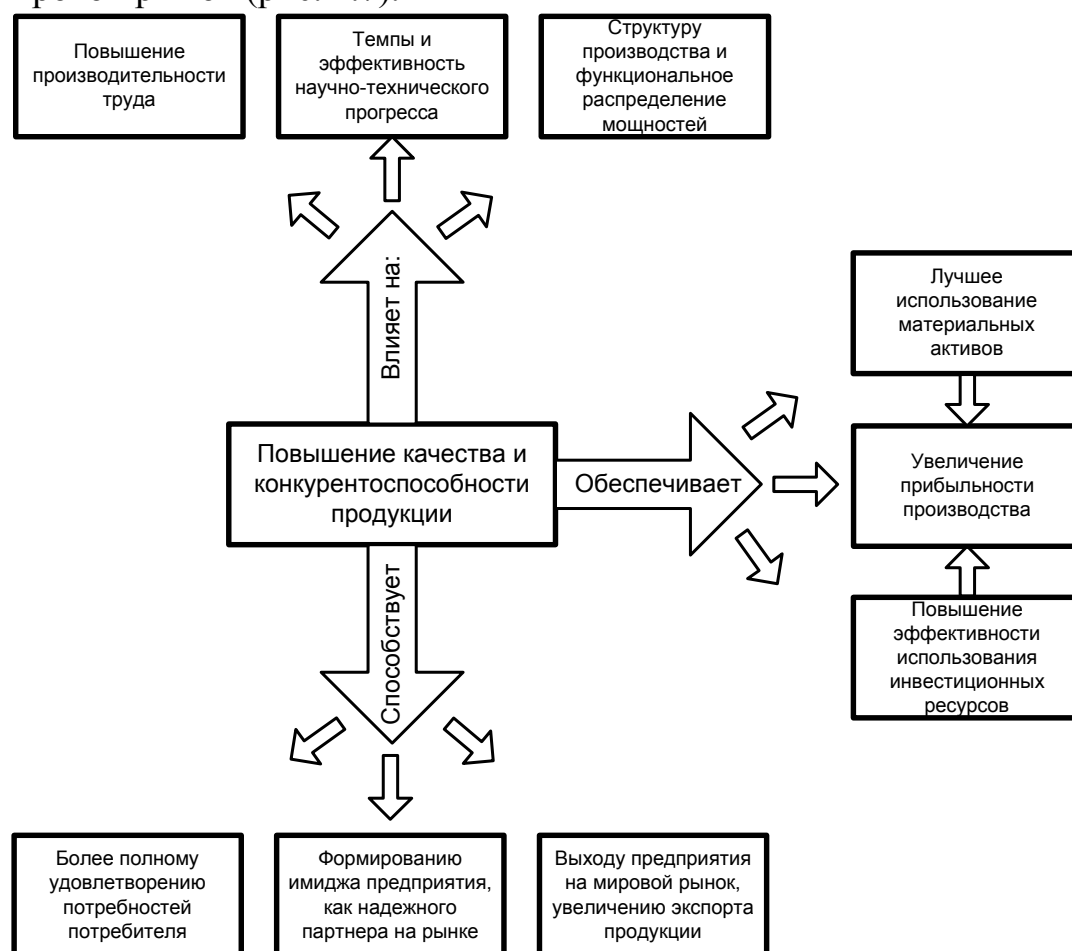 Повышение
производительности
труда
Темпы и
эффективность
научно-технического
прогресса
Структуру
производства и
функциональное
распределение
мощностей
Влияет на:
Лучшее
использование
материальных
активов
Повышение качества и
конкурентоспособности
продукции
Обеспечивает
Увеличение
прибыльности
производства
Способствует
Повышение
эффективности
использования
инвестиционных
ресурсов
Более полному
удовлетворению
потребностей
потребителя
Формированию
имиджа предприятия,
как надежного
партнера на рынке
Выходу предприятия
на мировой рынок,
увеличению экспорта
продукции